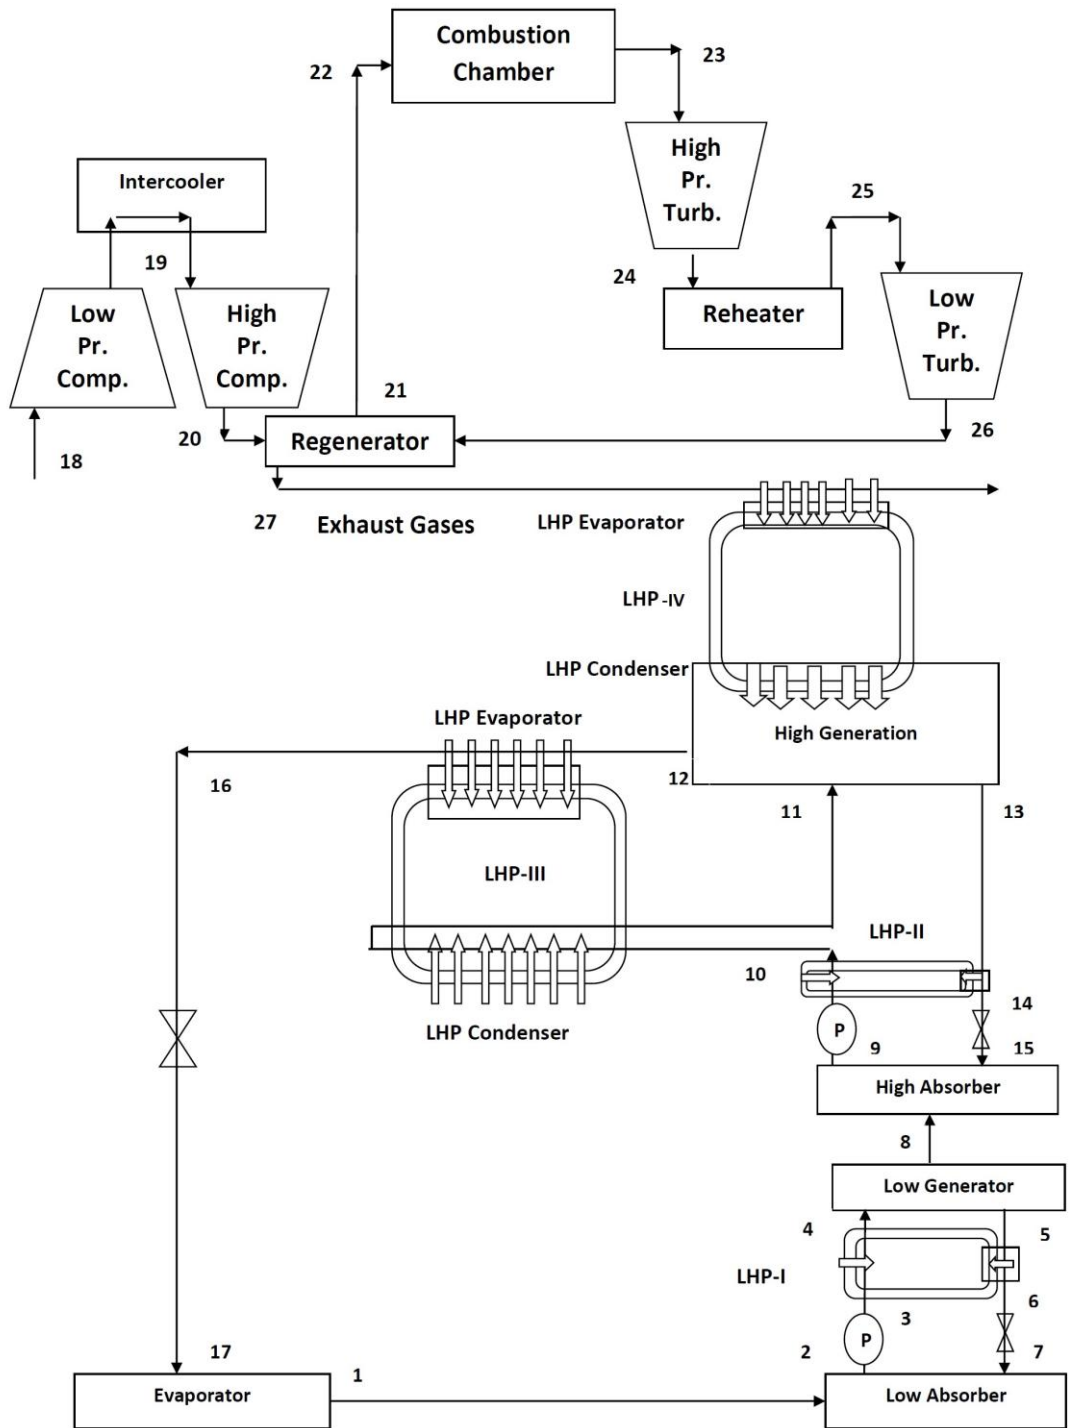 Combustion
Chamber
22
23
High
Pr.
Turb.
Intercooler
25
19
24
Low
Pr.
Comp.
High
Pr.
Comp.
Reheater
Low
Pr.
Turb.
21
20
Regenerator
26
18
27
Exhaust Gases
LHP Evaporator
LHP -IV
LHP Condenser
LHP Evaporator
High Generation
16
12
11
13
LHP-III
LHP-II
10
LHP Condenser
14
P
9
15
High Absorber
8
Low Generator
4
5
LHP-I
6
3
P
17
1
2
7
Evaporator
Low Absorber